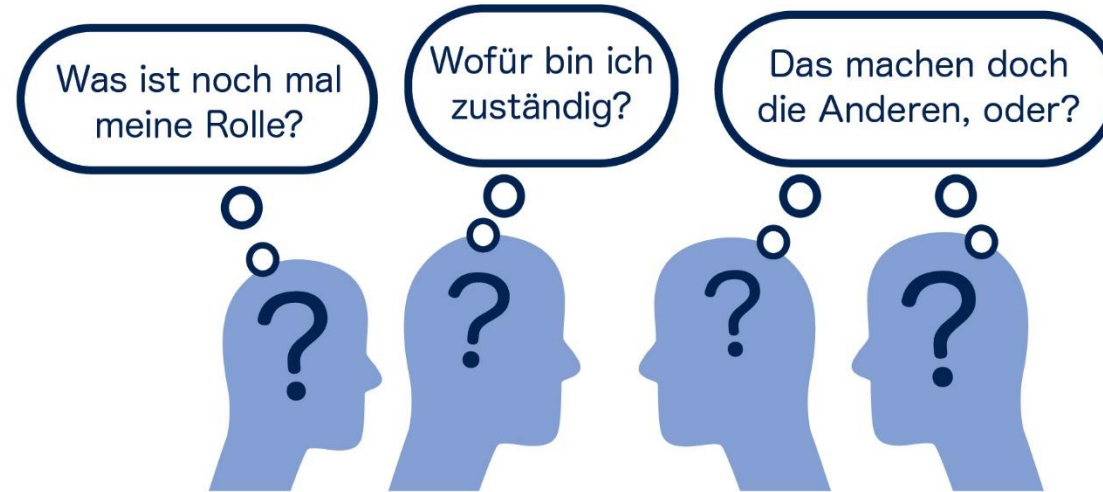 Was ist noch mal
meine Rolle?
Wofür bin ich
zuständig?
Das machen doch
die Anderen, oder?
?
?
?
?